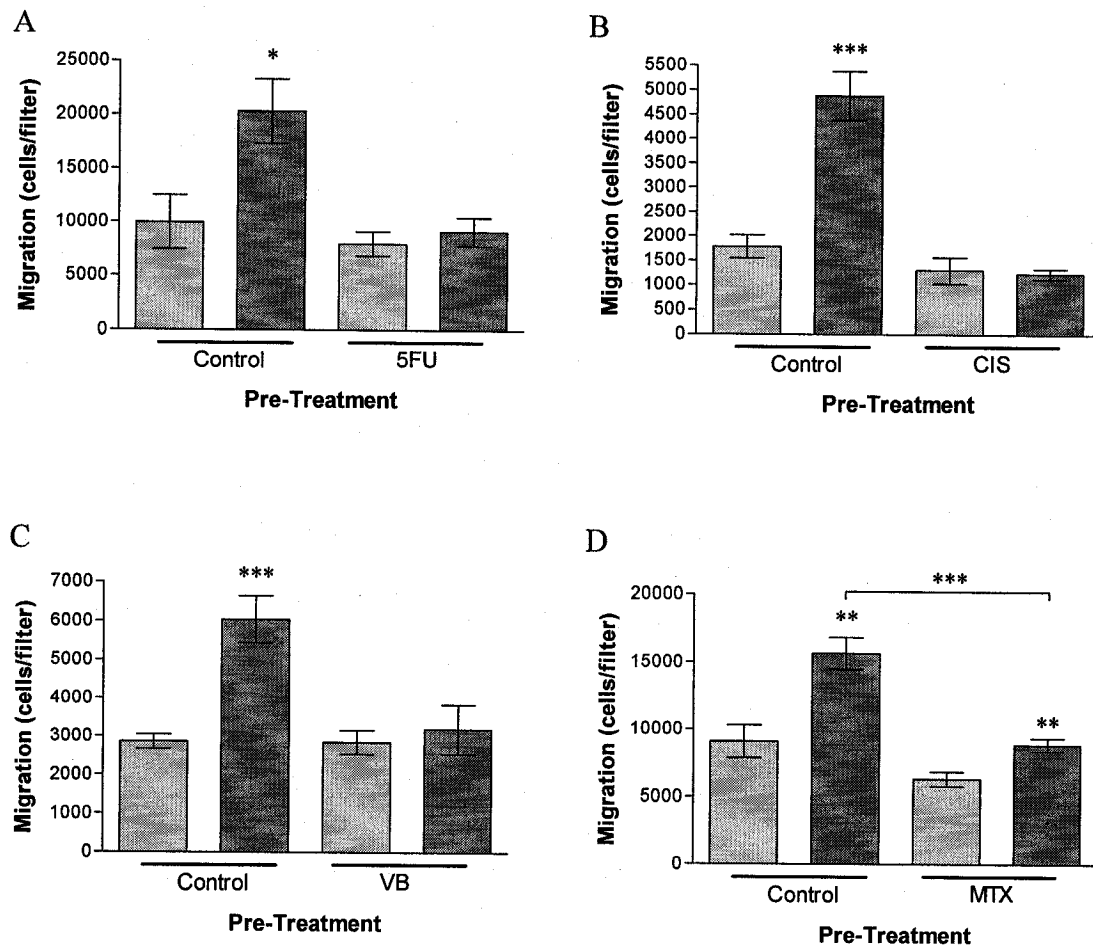 A
Migration (cells/filter)
25000
20000
15000
10000
5000
0
*
Control
5FU
Pre-Treatment
B
Migration (cells/filter)
5500
5000
4500
4000
3500
3000
2500
2000
1500
1000
500
0
***
Control
CIS
Pre-Treatment
C
Migration (cells/filter)
7000
6000
5000
4000
3000
2000
1000
0
***
Control
VB
Pre-Treatment
D
Migration (cells/filter)
20000
15000
10000
5000
0
***
**
**
Control
MTX
Pre-Treatment